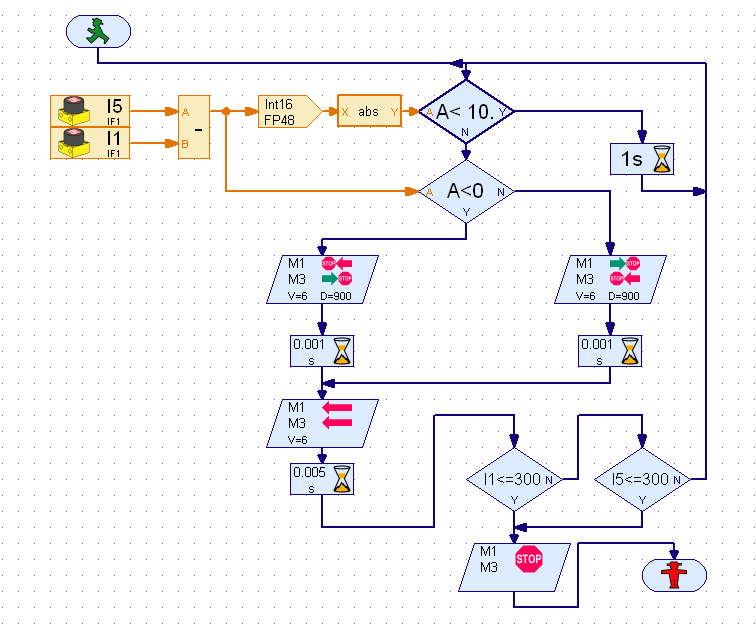 I5
IF1
A
I1
IF1
B
-
Int16
FP48
X abs Y
A A< 10. Y
N
1s
A A<0 N
Y
M1 STOP
M3 STOP
V=6 D=900
M1 STOP
M3 STOP
V=6 D=900
0.001
s
0.001
s
M1
M3
V=6
0.005
s
I1<=300 N
Y
I5<=300 N
Y
M1 STOP
M3